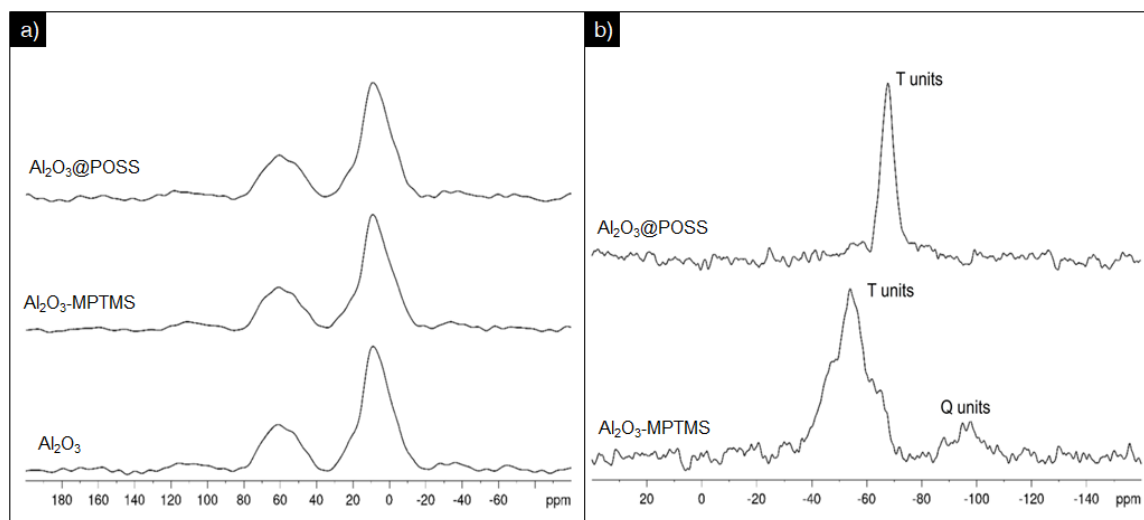 a)
Al₂O₃@POSS
Al₂O₃-MPTMS
Al₂O₃
180 160 140 120 100 80 60 40 20 0 -20 -40 -60 ppm
b)
T units
Al₂O₃@POSS
T units
Q units
Al₂O₃-MPTMS
20 0 -20 -40 -60 -80 -100 -120 -140 ppm